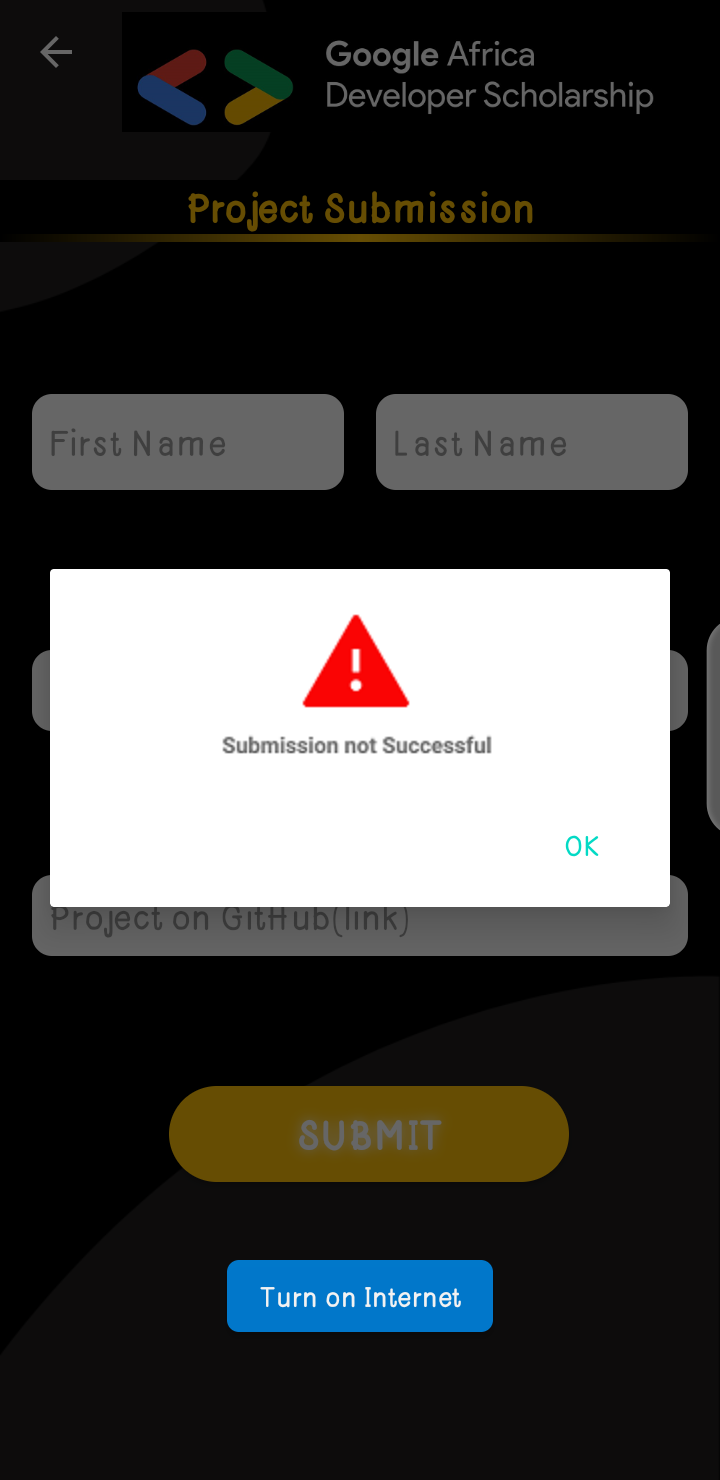 Google Africa
Developer Scholarship
Project Submission
First Name
Last Name
Submission not Successful
OK
Project on GitHub(link)
SUBMIT
Turn on Internet